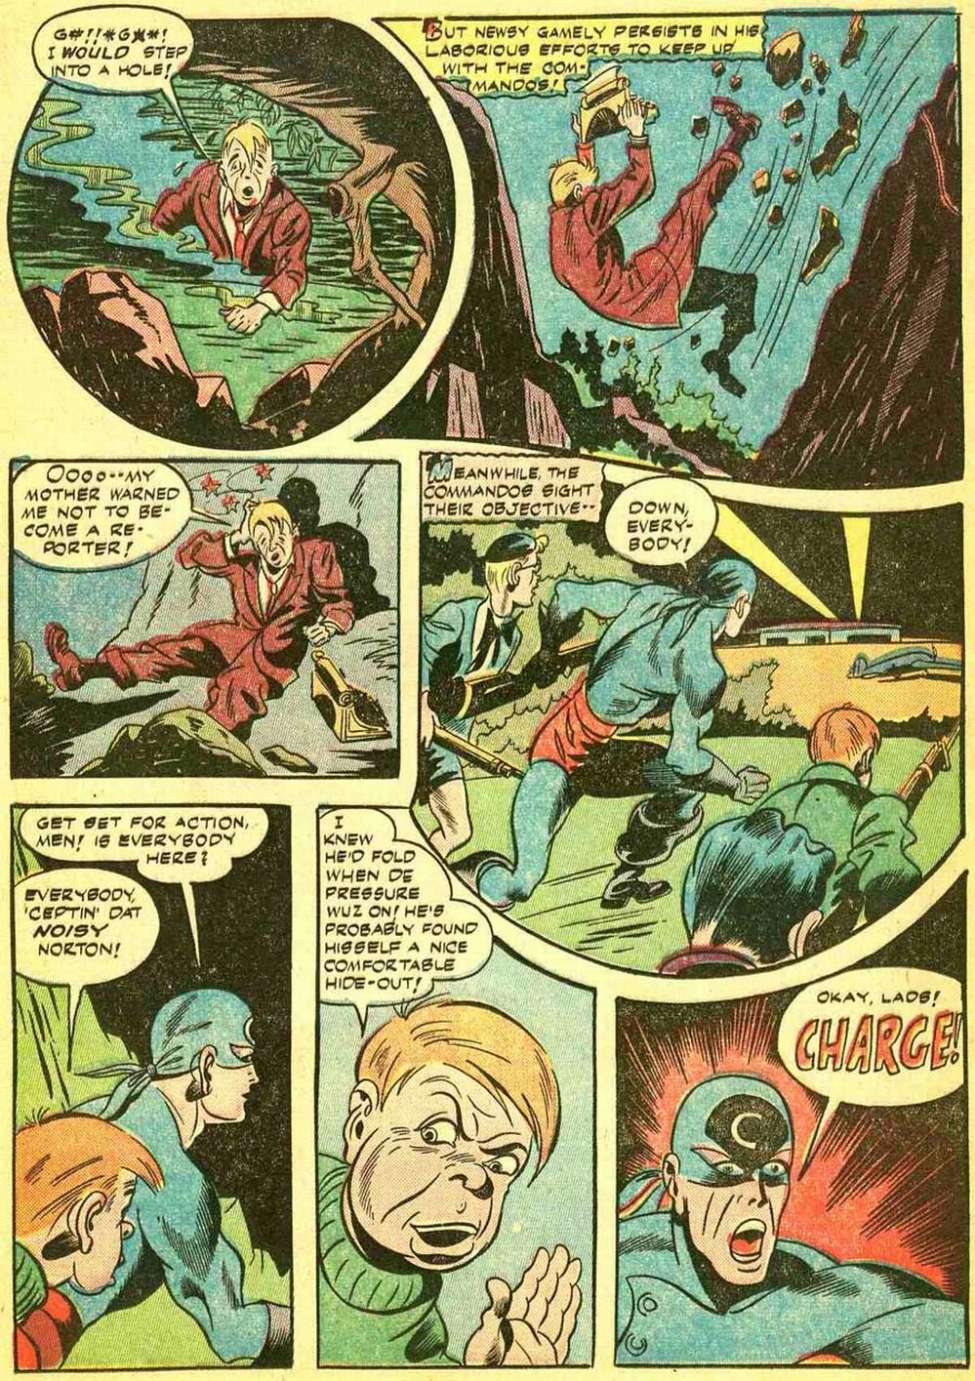 G#!!*G**!
I WOULD STEP
INTO A HOLE!
BUT NEWSY GAMELY PERSISTS IN HIS
LABORIOUS EFFORTS TO KEEP UP
WITH THE COM-
MANDOS!
OOOO--MY
MOTHER WARNED
ME NOT TO BE-
COME A RE-
PORTER!
MEANWHILE, THE
COMMANDOS SIGHT
THEIR OBJECTIVE--
DOWN,
EVERY-
BODY!
GET SET FOR ACTION,
MEN! IS EVERYBODY
HERE?
EVERYBODY,
'CEPTIN' DAT
NOISY
NORTON!
I
KNEW
HE'D FOLD
WHEN DE
PRESSURE
WUZ ON! HE'S
PROBABLY FOUND
HISSELF A NICE
COMFORTABLE
HIDE-OUT!
OKAY, LADS!
CHARGE!
C